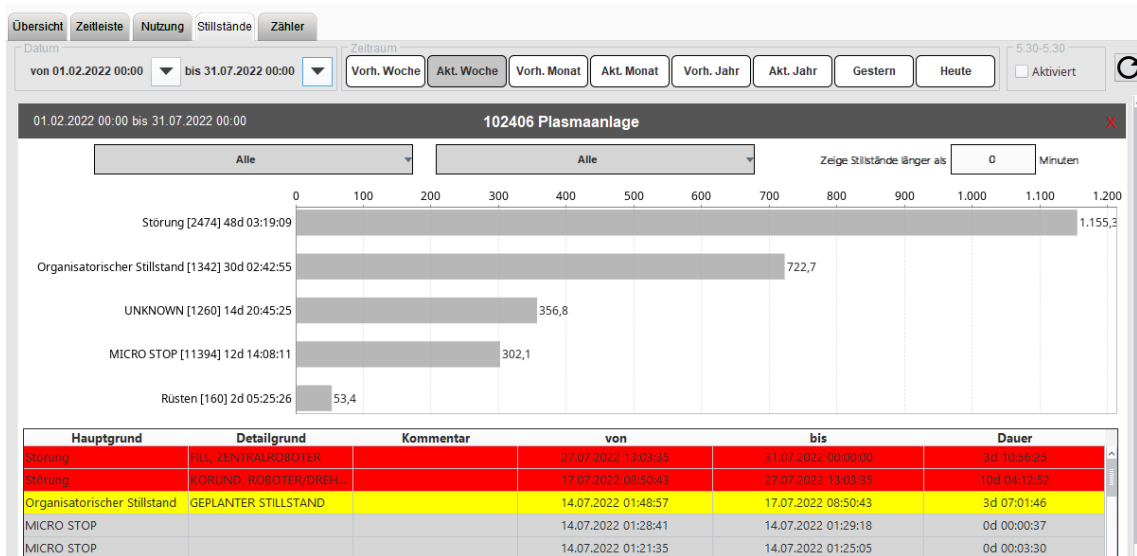 Übersicht Zeitleiste Nutzung Stillstände Zähler
Datum Zeitraum 5.30-5.30
von 01.02.2022 00:00 bis 31.07.2022 00:00 Vorh. Woche Akt. Woche Vorh. Monat Akt. Monat Vorh. Jahr Akt. Jahr Gestern Heute Aktiviert
01.02.2022 00:00 bis 31.07.2022 00:00 102406 Plasmaanlage X
Alle Alle Zeige Stillstände länger als 0 Minuten
0 100 200 300 400 500 600 700 800 900 1.000 1.100 1.200
Störung [2474] 48d 03:19:09 1.155,3
Organisatorischer Stillstand [1342] 30d 02:42:55 722,7
UNKNOWN [1260] 14d 20:45:25 356,8
MICRO STOP [11394] 12d 14:08:11 302,1
Rüsten [160] 2d 05:25:26 53,4
Hauptgrund Detailgrund Kommentar von bis Dauer
Störung FILL, ZENTRALROBOTER 27.07.2022 13:03:35 31.07.2022 00:00:00 3d 10:56:25
Störung KORUND, ROBOTER/DREH... 17.07.2022 08:50:43 27.07.2022 13:03:35 10d 04:12:52
Organisatorischer Stillstand GEPLANTER STILLSTAND 14.07.2022 01:48:57 17.07.2022 08:50:43 3d 07:01:46
MICRO STOP 14.07.2022 01:28:41 14.07.2022 01:29:18 0d 00:00:37
MICRO STOP 14.07.2022 01:21:35 14.07.2022 01:25:05 0d 00:03:30